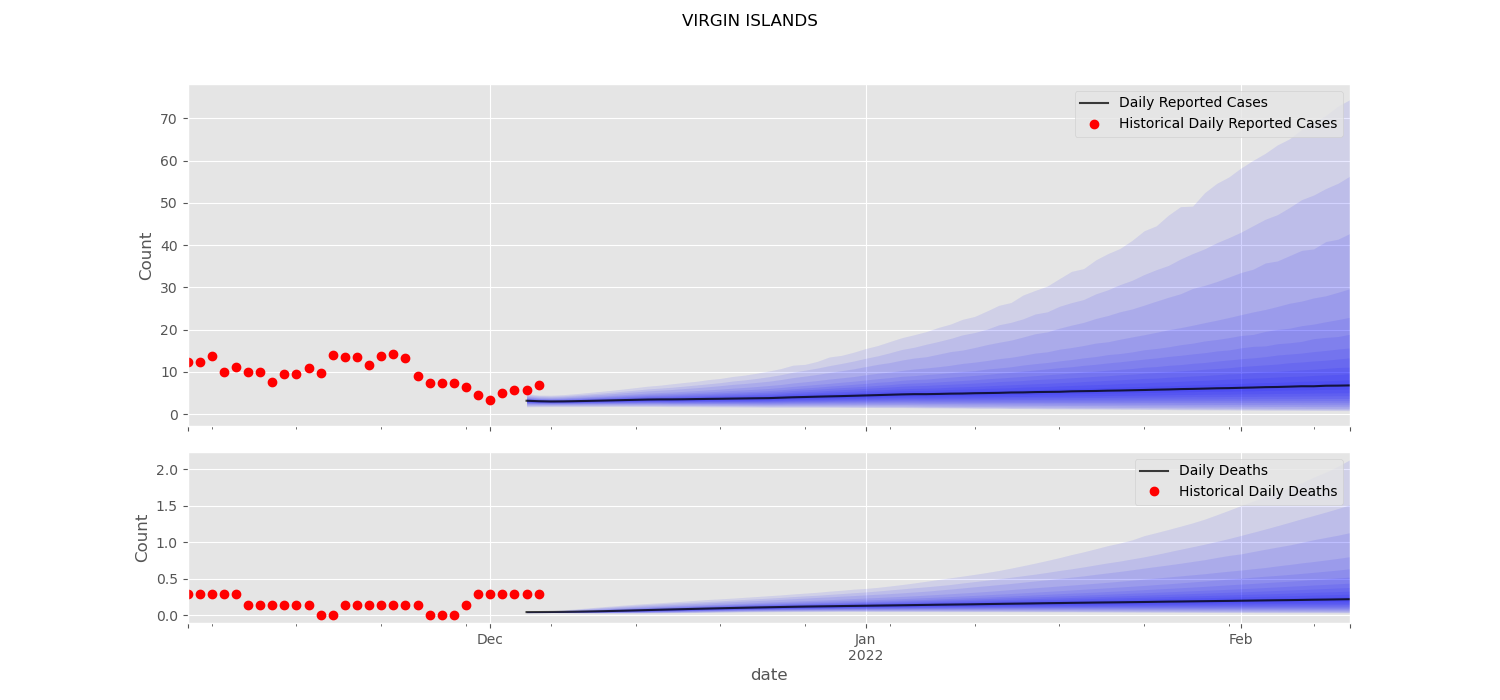 VIRGIN ISLANDS
Daily Reported Cases
Historical Daily Reported Cases
70
60
50
40
30
20
10
0
Count
Daily Deaths
Historical Daily Deaths
2.0
1.5
1.0
0.5
0.0
Count
Dec
Jan
2022
Feb
date